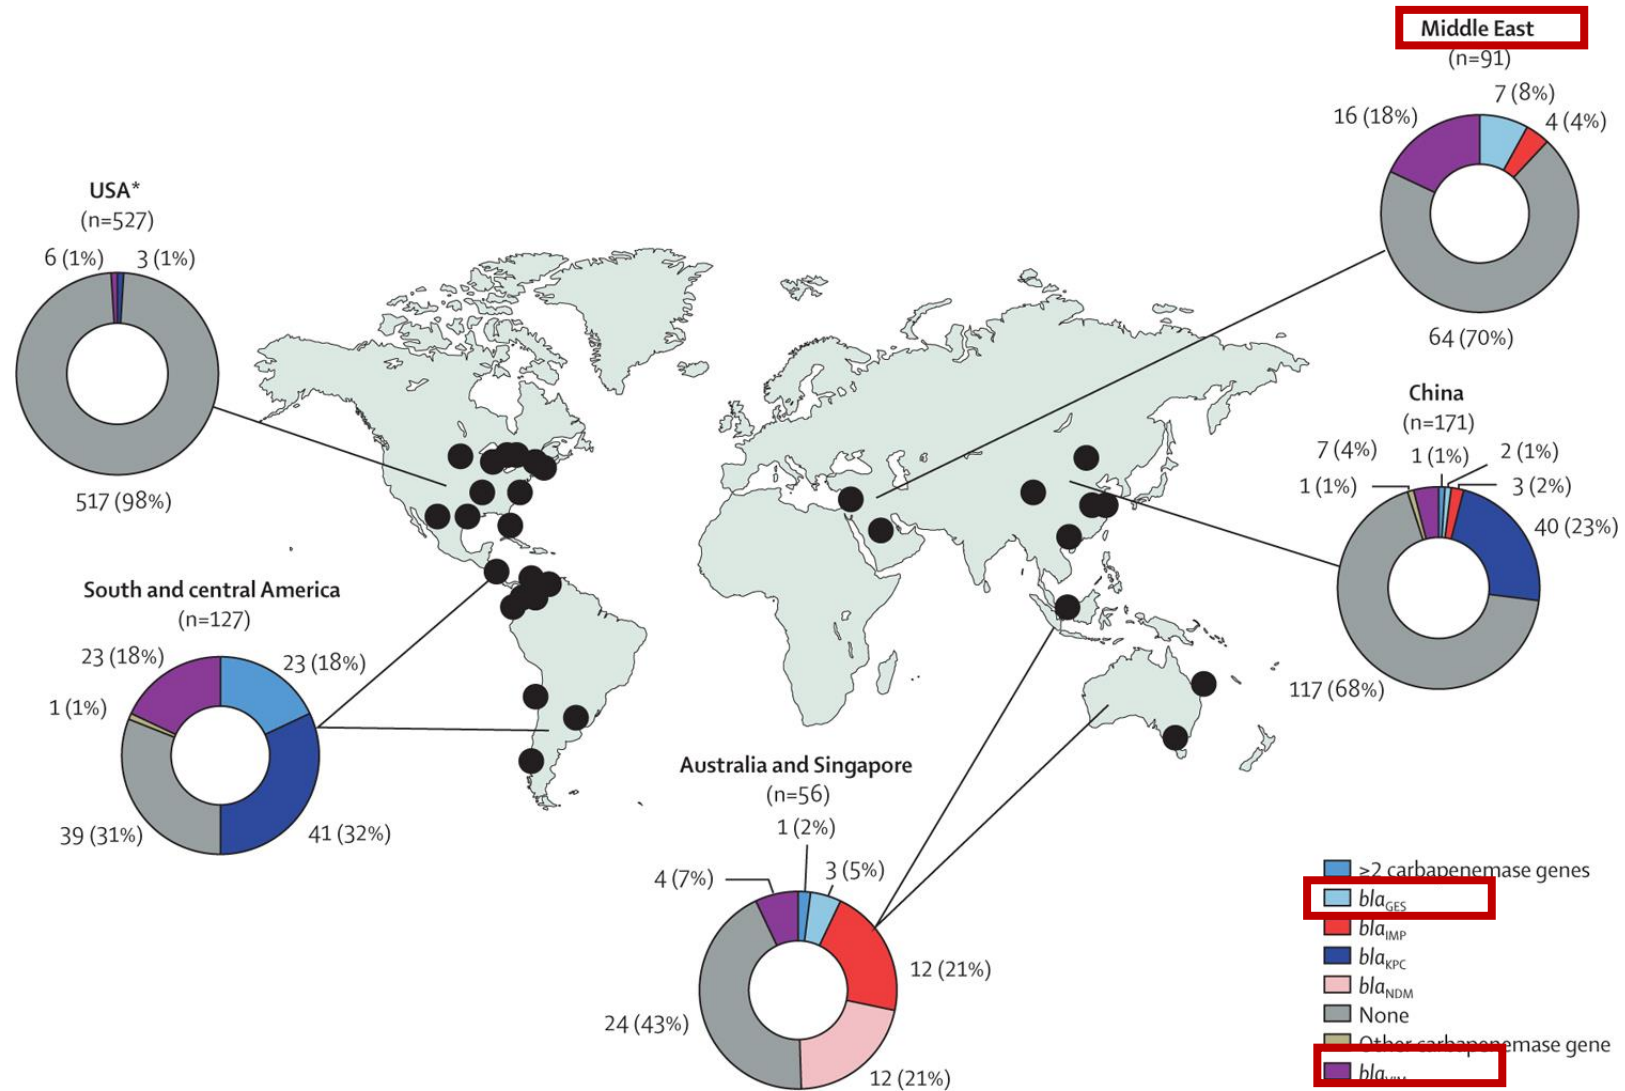 Middle East
(n=91)
7 (8%)
16 (18%)
4 (4%)
64 (70%)
USA*
(n=527)
6 (1%)
3 (1%)
517 (98%)
China
(n=171)
7 (4%)
1 (1%)
2 (1%)
1 (1%)
3 (2%)
40 (23%)
117 (68%)
South and central America
(n=127)
23 (18%)
23 (18%)
1 (1%)
39 (31%)
41 (32%)
Australia and Singapore
(n=56)
1 (2%)
4 (7%)
3 (5%)
12 (21%)
24 (43%)
12 (21%)
≥2 carbapenemase genes
blaGES
blaIMP
blaKPC
blaNDM
None
Other carbapenemase gene
bla